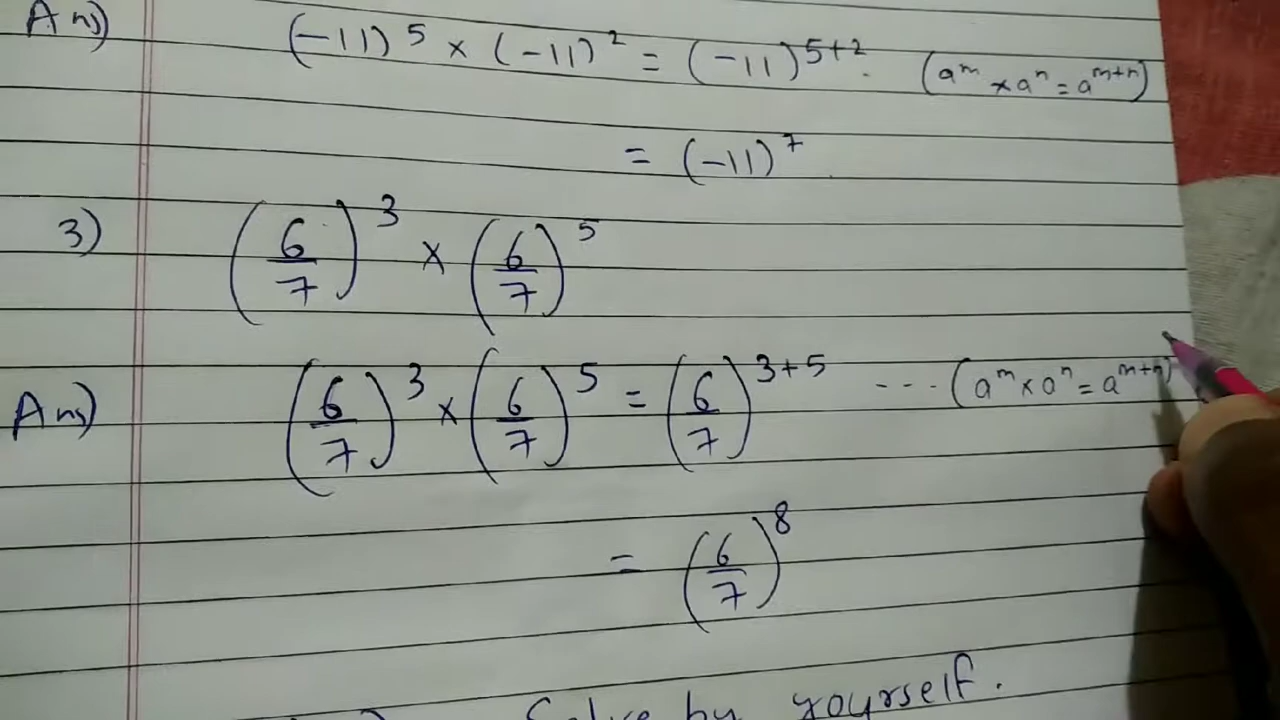 Ans) (-11)^5 × (-11)^2 = (-11)^{5+2}. (a^m × a^n = a^{m+n})
= (-11)^7
3) (6/7)^3 × (6/7)^5
Ans) (6/7)^3 × (6/7)^5 = (6/7)^{3+5} --- (a^m × a^n = a^{m+n})
= (6/7)^8
Solve by yourself.